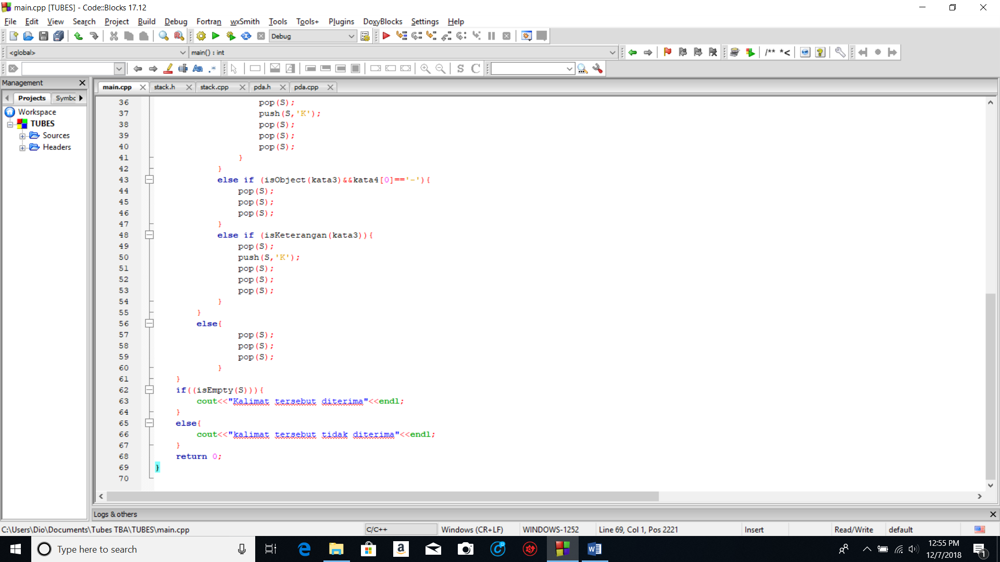 main.cpp [TUBES] - Code::Blocks 17.12
File Edit View Search Project Build Debug Fortran wxSmith Tools Tools+ Plugins DoxyBlocks Settings Help
Debug
<global> main() : int
/** *<
Aa .*
S C
Management
main.cpp stack.h stack.cpp pda.h pda.cpp
Projects Symbc
Workspace
TUBES
Sources
Headers
36 pop(S);
37 push(S,'K');
38 pop(S);
39 pop(S);
40 pop(S);
41 }
42 }
43 else if (isObject(kata3)&&kata4[0]=='-'){
44 pop(S);
45 pop(S);
46 pop(S);
47 }
48 else if (isKeterangan(kata3)){
49 pop(S);
50 push(S,'K');
51 pop(S);
52 pop(S);
53 pop(S);
54 }
55 }
56 else{
57 pop(S);
58 pop(S);
59 pop(S);
60 }
61 }
62 if((isEmpty(S))){
63 cout<<"Kalimat tersebut diterima"<<endl;
64 }
65 else{
66 cout<<"kalimat tersebut tidak diterima"<<endl;
67 }
68 return 0;
69 }
70
Logs & others
C:\Users\Dio\Documents\Tubes TBA\TUBES\main.cpp C/C++ Windows (CR+LF) WINDOWS-1252 Line 69, Col 1, Pos 2221 Insert Read/Write default
Type here to search
12:55 PM
12/7/2018
1